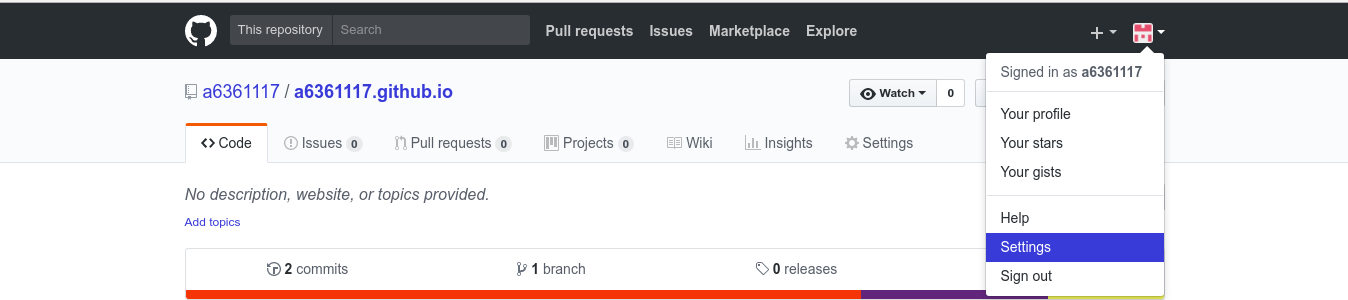 This repository Search Pull requests Issues Marketplace Explore
Signed in as a6361117
a6361117 / a6361117.github.io Watch 0
Your profile
Code Issues 0 Pull requests 0 Projects 0 Wiki Insights Settings
Your stars
Your gists
No description, website, or topics provided.
Add topics
Help
Settings
2 commits 1 branch 0 releases
Sign out